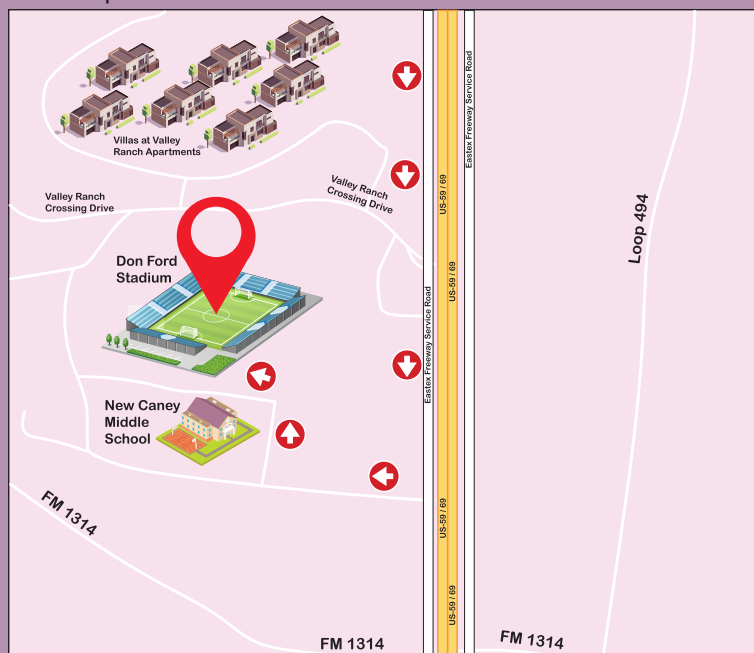 Eastex Freeway Service Road
Villas at Valley
Ranch Apartments
Valley Ranch
Crossing Drive
Valley Ranch
Crossing Drive
US-59 / 69
Loop 494
Don Ford
Stadium
US-59 / 69
Eastex Freeway Service Road
New Caney
Middle
School
FM 1314
US-59 / 69
US-59 / 69
FM 1314
FM 1314